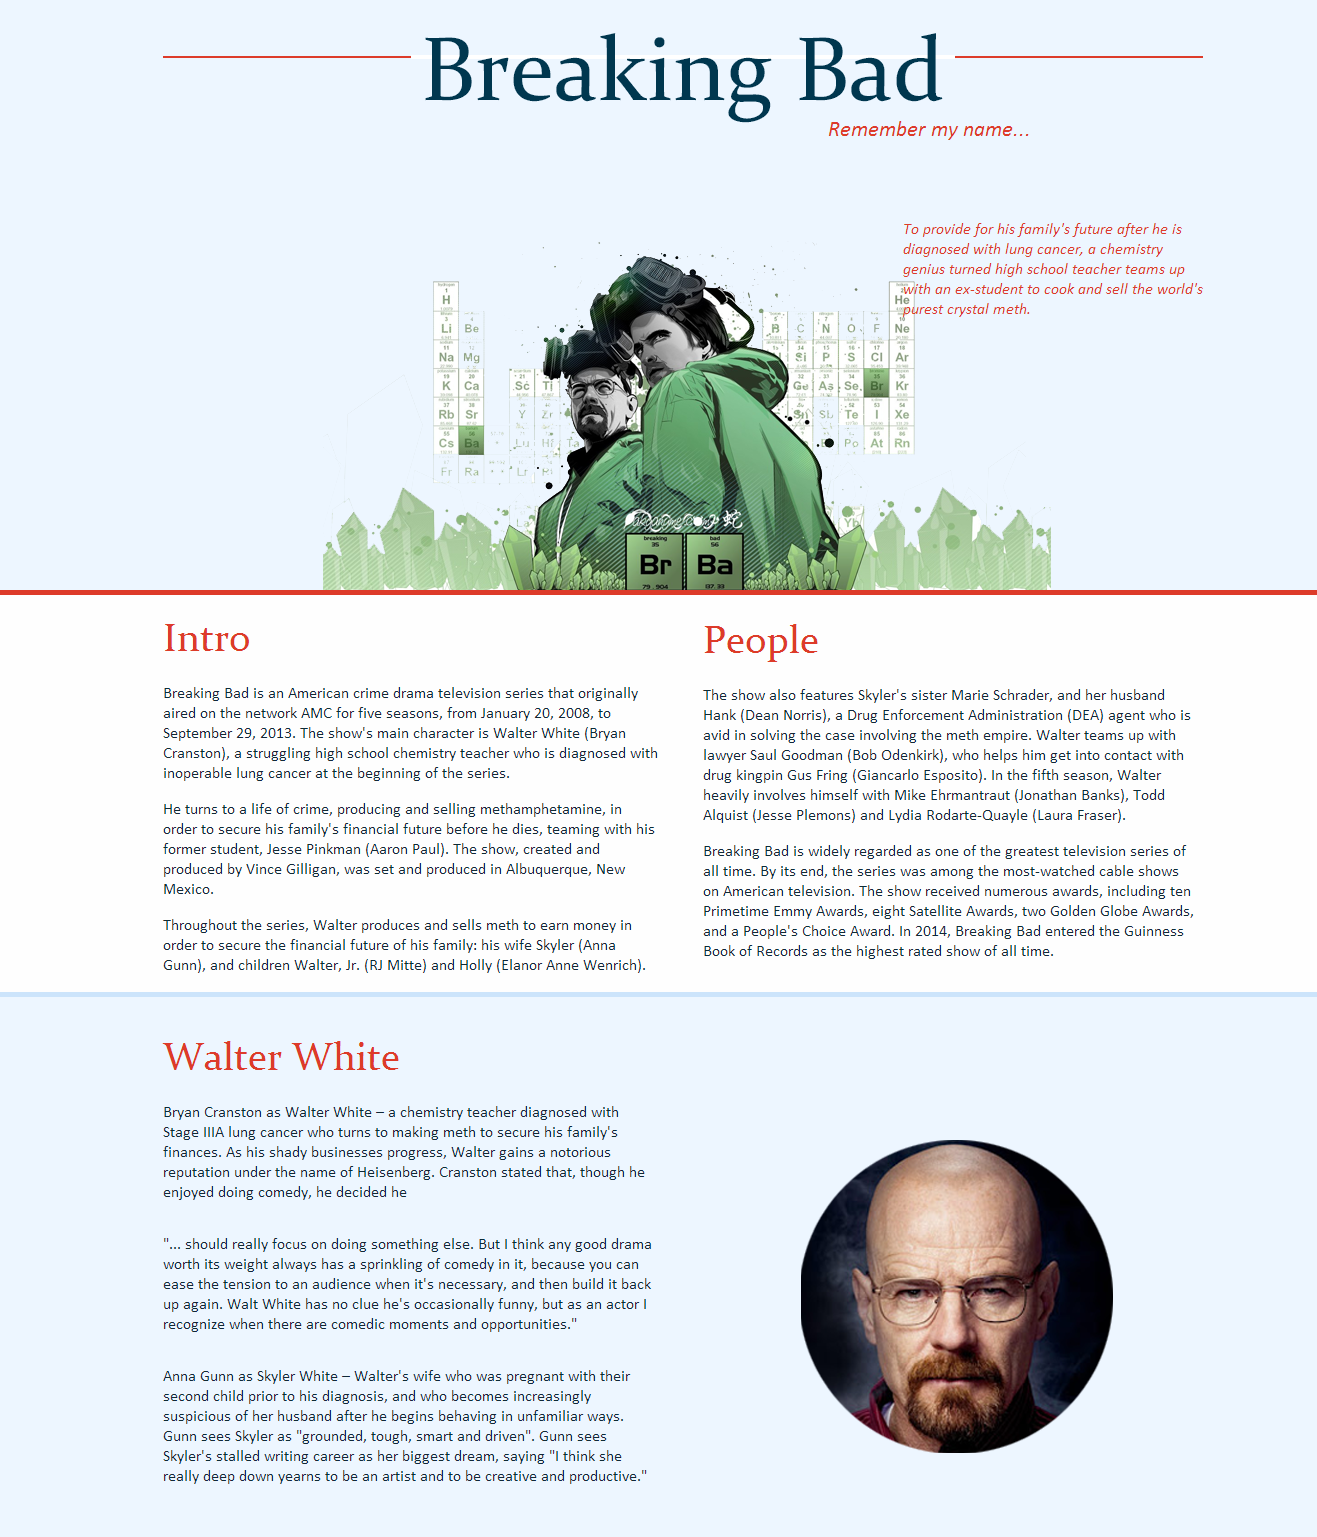 Breaking Bad
Remember my name...
To provide for his family's future after he is
diagnosed with lung cancer, a chemistry
genius turned high school teacher teams up
with an ex-student to cook and sell the world's
purest crystal meth.
H
He
Li Be
B C N O F Ne
Na Mg
Si P S Cl Ar
K Ca Sc Ti
Ge As Se Br Kr
Rb Sr Y Zr
Sn Sb Te I Xe
Cs Ba Lu Hf Ta
Po At Rn
Fr Ra Lr Rf
La
Yb
breaking bad
35 56
Br Ba
79.904
Intro
Breaking Bad is an American crime drama television series that originally
aired on the network AMC for five seasons, from January 20, 2008, to
September 29, 2013. The show's main character is Walter White (Bryan
Cranston), a struggling high school chemistry teacher who is diagnosed with
inoperable lung cancer at the beginning of the series.
He turns to a life of crime, producing and selling methamphetamine, in
order to secure his family's financial future before he dies, teaming with his
former student, Jesse Pinkman (Aaron Paul). The show, created and
produced by Vince Gilligan, was set and produced in Albuquerque, New
Mexico.
Throughout the series, Walter produces and sells meth to earn money in
order to secure the financial future of his family: his wife Skyler (Anna
Gunn), and children Walter, Jr. (RJ Mitte) and Holly (Elanor Anne Wenrich).
People
The show also features Skyler's sister Marie Schrader, and her husband
Hank (Dean Norris), a Drug Enforcement Administration (DEA) agent who is
avid in solving the case involving the meth empire. Walter teams up with
lawyer Saul Goodman (Bob Odenkirk), who helps him get into contact with
drug kingpin Gus Fring (Giancarlo Esposito). In the fifth season, Walter
heavily involves himself with Mike Ehrmantraut (Jonathan Banks), Todd
Alquist (Jesse Plemons) and Lydia Rodarte-Quayle (Laura Fraser).
Breaking Bad is widely regarded as one of the greatest television series of
all time. By its end, the series was among the most-watched cable shows
on American television. The show received numerous awards, including ten
Primetime Emmy Awards, eight Satellite Awards, two Golden Globe Awards,
and a People's Choice Award. In 2014, Breaking Bad entered the Guinness
Book of Records as the highest rated show of all time.
Walter White
Bryan Cranston as Walter White – a chemistry teacher diagnosed with
Stage IIIA lung cancer who turns to making meth to secure his family's
finances. As his shady businesses progress, Walter gains a notorious
reputation under the name of Heisenberg. Cranston stated that, though he
enjoyed doing comedy, he decided he
"... should really focus on doing something else. But I think any good drama
worth its weight always has a sprinkling of comedy in it, because you can
ease the tension to an audience when it's necessary, and then build it back
up again. Walt White has no clue he's occasionally funny, but as an actor I
recognize when there are comedic moments and opportunities."
Anna Gunn as Skyler White – Walter's wife who was pregnant with their
second child prior to his diagnosis, and who becomes increasingly
suspicious of her husband after he begins behaving in unfamiliar ways.
Gunn sees Skyler as "grounded, tough, smart and driven". Gunn sees
Skyler's stalled writing career as her biggest dream, saying "I think she
really deep down yearns to be an artist and to be creative and productive."